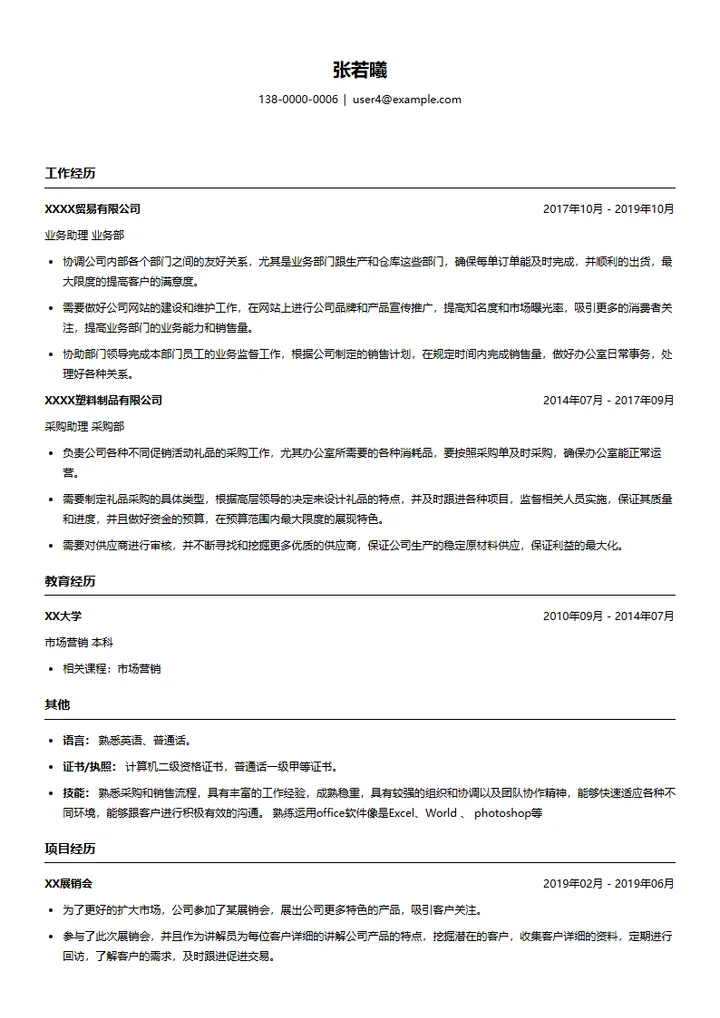 张若曦
138-0000-0006 | user4@example.com
工作经历
XXXX贸易有限公司 2017年10月 - 2019年10月
业务助理 业务部
• 协调公司内部各个部门之间的友好关系，尤其是业务部门跟生产和仓库这些部门，确保每单订单能及时完成，并顺利的出货，最
大限度的提高客户的满意度。
• 需要做好公司网站的建设和维护工作，在网站上进行公司品牌和产品宣传推广，提高知名度和市场曝光率，吸引更多的消费者关
注，提高业务部门的业务能力和销售量。
• 协助部门领导完成本部门员工的业务监督工作，根据公司制定的销售计划，在规定时间内完成销售量，做好办公室日常事务，处
理好各种关系。
XXXX塑料制品有限公司 2014年07月 - 2017年09月
采购助理 采购部
• 负责公司各种不同促销活动礼品的采购工作，尤其办公室所需要的各种消耗品，要按照采购单及时采购，确保办公室能正常运
营。
• 需要制定礼品采购的具体类型，根据高层领导的决定来设计礼品的特点，并及时跟进各种项目，监督相关人员实施，保证其质量
和进度，并且做好资金的预算，在预算范围内最大限度的展现特色。
• 需要对供应商进行审核，并不断寻找和挖掘更多优质的供应商，保证公司生产的稳定原材料供应，保证利益的最大化。
教育经历
XX大学 2010年09月 - 2014年07月
市场营销 本科
• 相关课程：市场营销
其他
• 语言： 熟悉英语、普通话。
• 证书/执照： 计算机二级资格证书，普通话一级甲等证书。
• 技能： 熟悉采购和销售流程，具有丰富的工作经验，成熟稳重，具有较强的组织和协调以及团队协作精神，能够快速适应各种不
同环境，能够跟客户进行积极有效的沟通。 熟练运用office软件像是Excel、World 、 photoshop等
项目经历
XX展销会 2019年02月 - 2019年06月
• 为了更好的扩大市场，公司参加了某展销会，展出公司更多特色的产品，吸引客户关注。
• 参与了此次展销会，并且作为讲解员为每位客户详细的讲解公司产品的特点，挖掘潜在的客户，收集客户详细的资料，定期进行
回访，了解客户的需求，及时跟进促进交易。